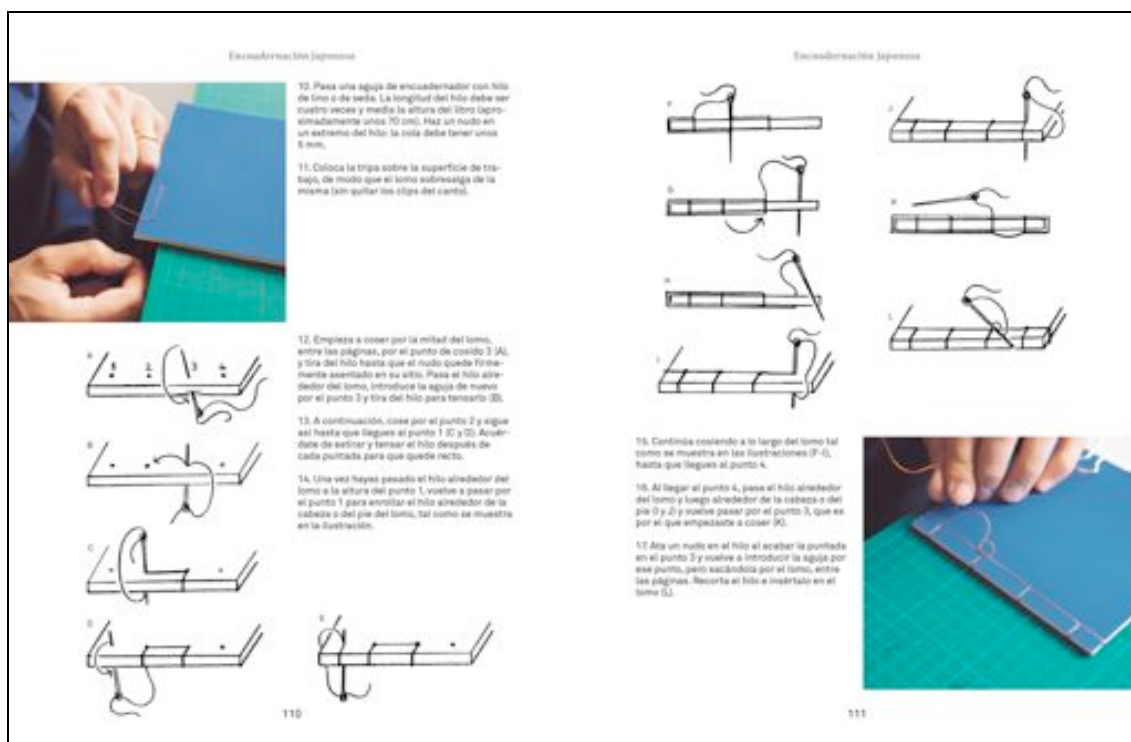 Encuadernación Japonesa
10. Pasa una aguja de encuadernador con hilo
de lino o de seda. La longitud del hilo debe ser
cuatro veces y media la altura del libro (apro-
ximadamente unos 70 cm). Haz un nudo en
un extremo del hilo: la cola debe tener unos
5 mm.
11. Coloca la tripa sobre la superficie de tra-
bajo, de modo que el lomo sobresalga de la
misma (sin quitar los clips del canto).
12. Empieza a coser por la mitad del lomo,
entre las páginas, por el punto de cosido 3 (A),
y tira del hilo hasta que el nudo quede firme-
mente asentado en su sitio. Pasa el hilo alre-
dedor del lomo, introduce la aguja de nuevo
por el punto 3 y tira del hilo para tensarlo (B).
13. A continuación, cose por el punto 2 y sigue
así hasta que llegues al punto 1 (C y D). Acuér-
date de estirar y tensar el hilo después de
cada puntada para que quede recto.
14. Una vez hayas pasado el hilo alrededor del
lomo a la altura del punto 1, vuelve a pasar por
el punto 1 para enrollar el hilo alrededor de la
cabeza o del pie del lomo, tal como se muestra
en la ilustración.
A
2 3 4
B
C
D
E
110
Encuadernación Japonesa
F
G
H
I
J
K
L
15. Continúa cosiendo a lo largo del lomo tal
como se muestra en las ilustraciones (F-I),
hasta que llegues al punto 4.
16. Al llegar al punto 4, pasa el hilo alrededor
del lomo y luego alrededor de la cabeza o del
pie (I y J) y vuelve pasar por el punto 3, que es
por el que empezaste a coser (K).
17. Ata un nudo en el hilo al acabar la puntada
en el punto 3 y vuelve a introducir la aguja por
ese punto, pero sacándola por el lomo, entre
las páginas. Recorta el hilo e insértalo en el
lomo (L).
111